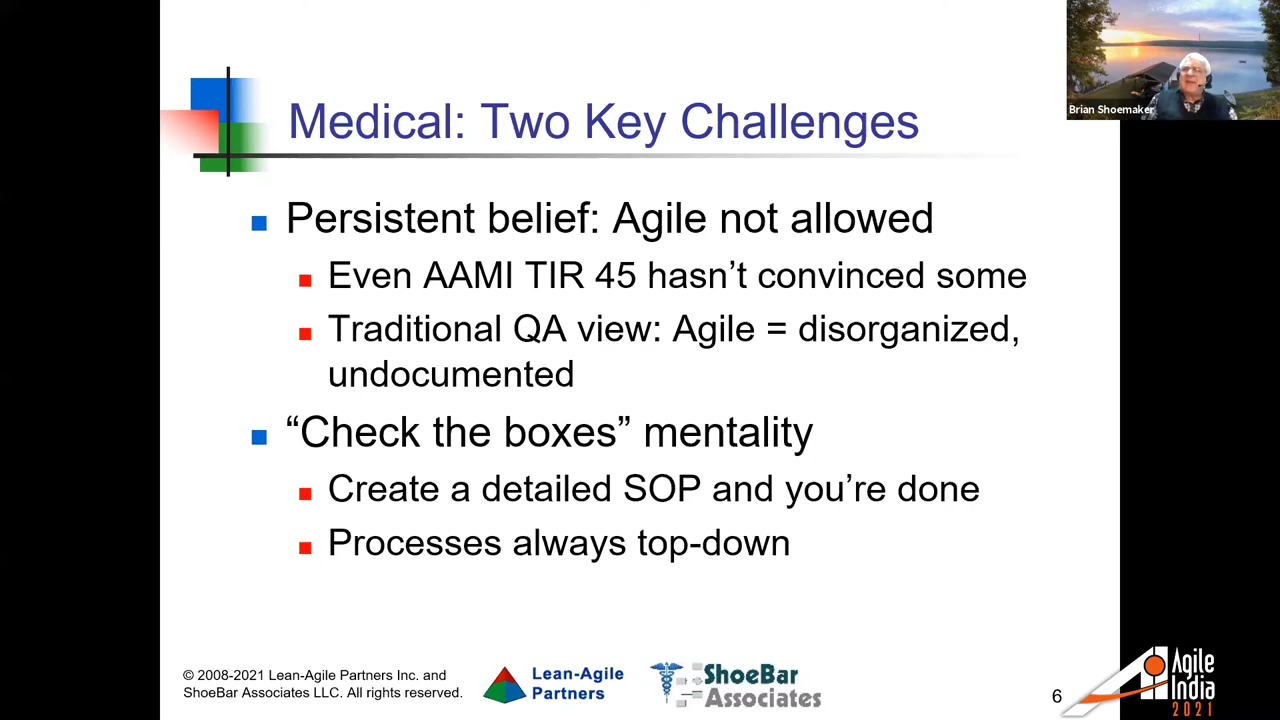 Brian Shoemaker
Medical: Two Key Challenges
Persistent belief: Agile not allowed
Even AAMI TIR 45 hasn’t convinced some
Traditional QA view: Agile = disorganized,
undocumented
“Check the boxes” mentality
Create a detailed SOP and you’re done
Processes always top-down
© 2008-2021 Lean-Agile Partners Inc. and
ShoeBar Associates LLC. All rights reserved.
Lean-Agile
Partners
ShoeBar
Associates
6
Agile
India
2021